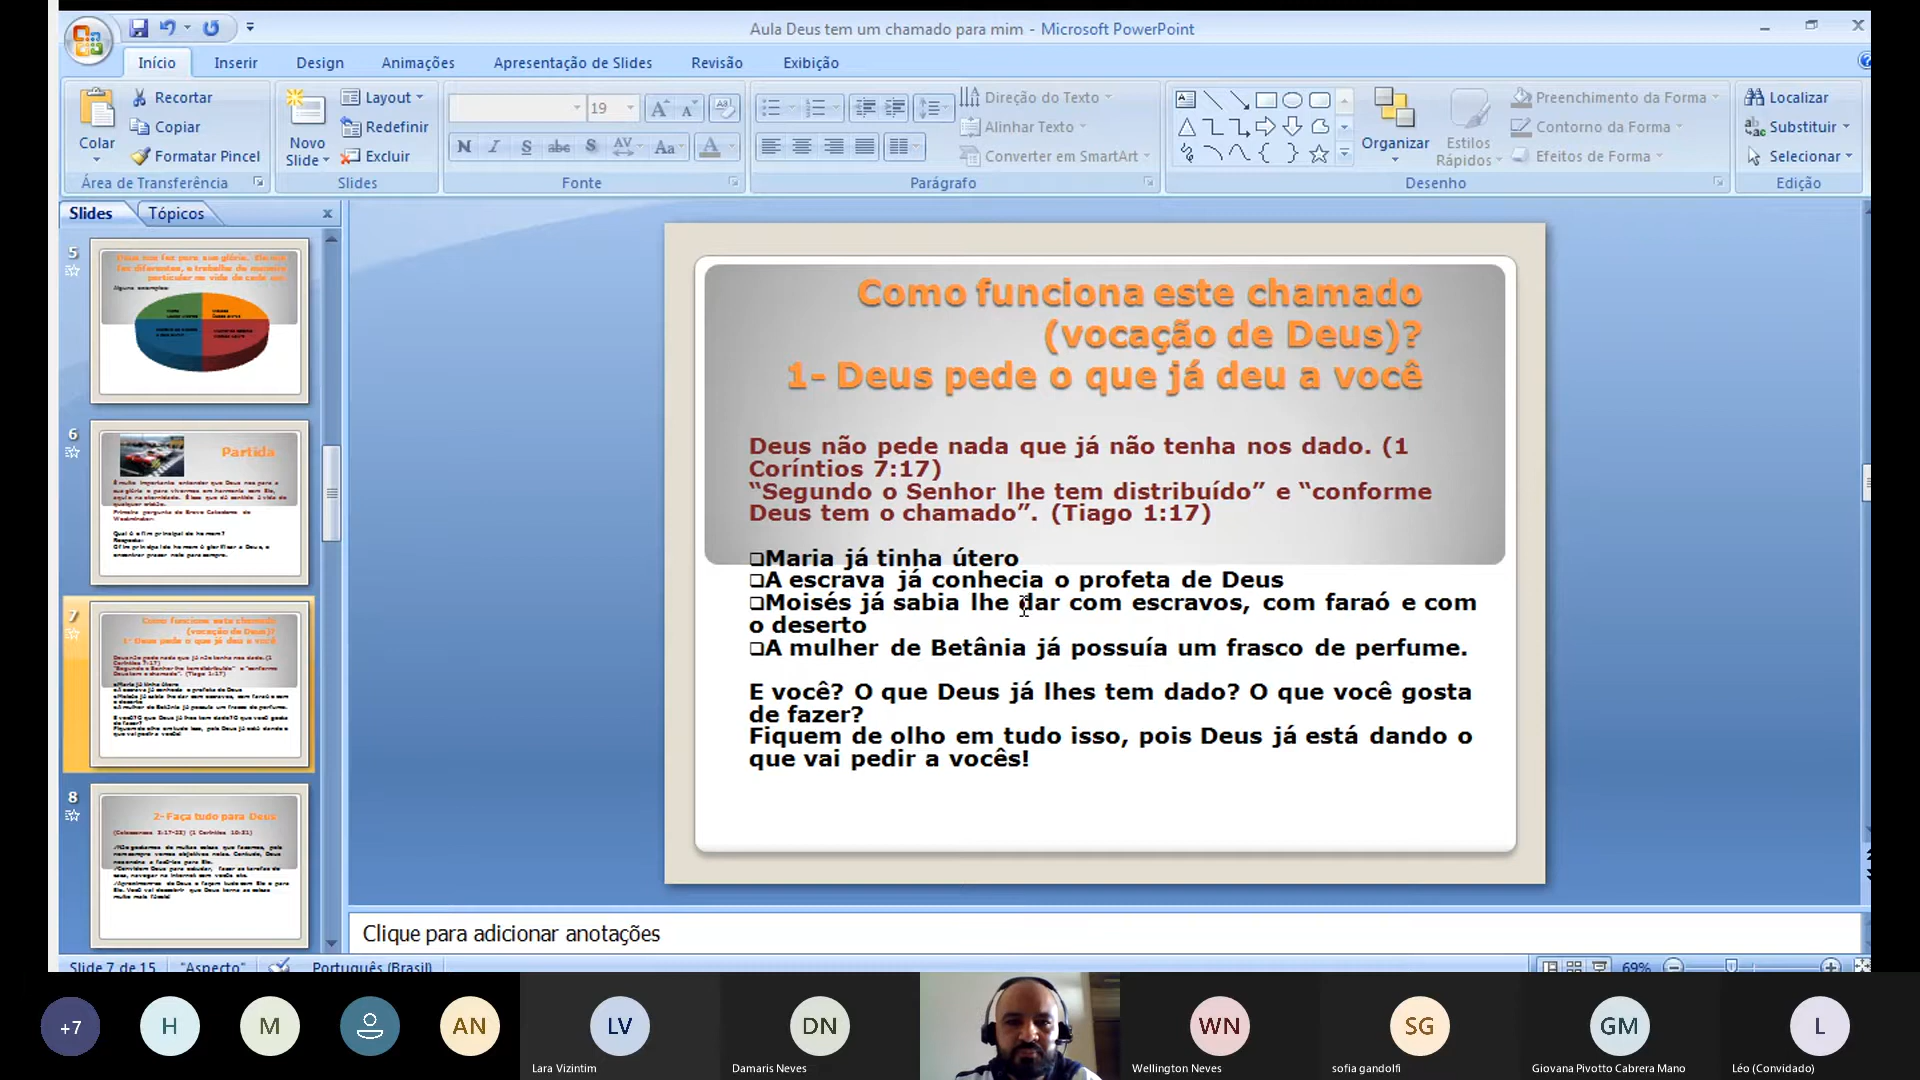 Aula Deus tem um chamado para mim - Microsoft PowerPoint
Início Inserir Design Animações Apresentação de Slides Revisão Exibição
Colar
Recortar
Copiar
Formatar Pincel
Área de Transferência
Novo
Slide
Layout
Redefinir
Excluir
Slides
19
Fonte
Direção do Texto
Alinhar Texto
Converter em SmartArt
Parágrafo
Organizar
Estilos
Rápidos
Preenchimento da Forma
Contorno da Forma
Efeitos de Forma
Desenho
Localizar
Substituir
Selecionar
Edição
Slides Tópicos
5
6
Partida
7
8
2- Faça tudo para Deus
Como funciona este chamado
(vocação de Deus)?
1- Deus pede o que já deu a você
Deus não pede nada que já não tenha nos dado. (1
Coríntios 7:17)
“Segundo o Senhor lhe tem distribuído” e “conforme
Deus tem o chamado”. (Tiago 1:17)
❑Maria já tinha útero
❑A escrava já conhecia o profeta de Deus
❑Moisés já sabia lhe dar com escravos, com faraó e com
o deserto
❑A mulher de Betânia já possuía um frasco de perfume.
E você? O que Deus já lhes tem dado? O que você gosta
de fazer?
Fiquem de olho em tudo isso, pois Deus já está dando o
que vai pedir a vocês!
Clique para adicionar anotações
Slide 7 de 15 "Aspecto" Português (Brasil) 69%
+7 H M AN LV DN WN SG GM L
Lara Vizintim Damaris Neves Wellington Neves sofia gandolfi Giovana Pivotto Cabrera Mano Léo (Convidado)